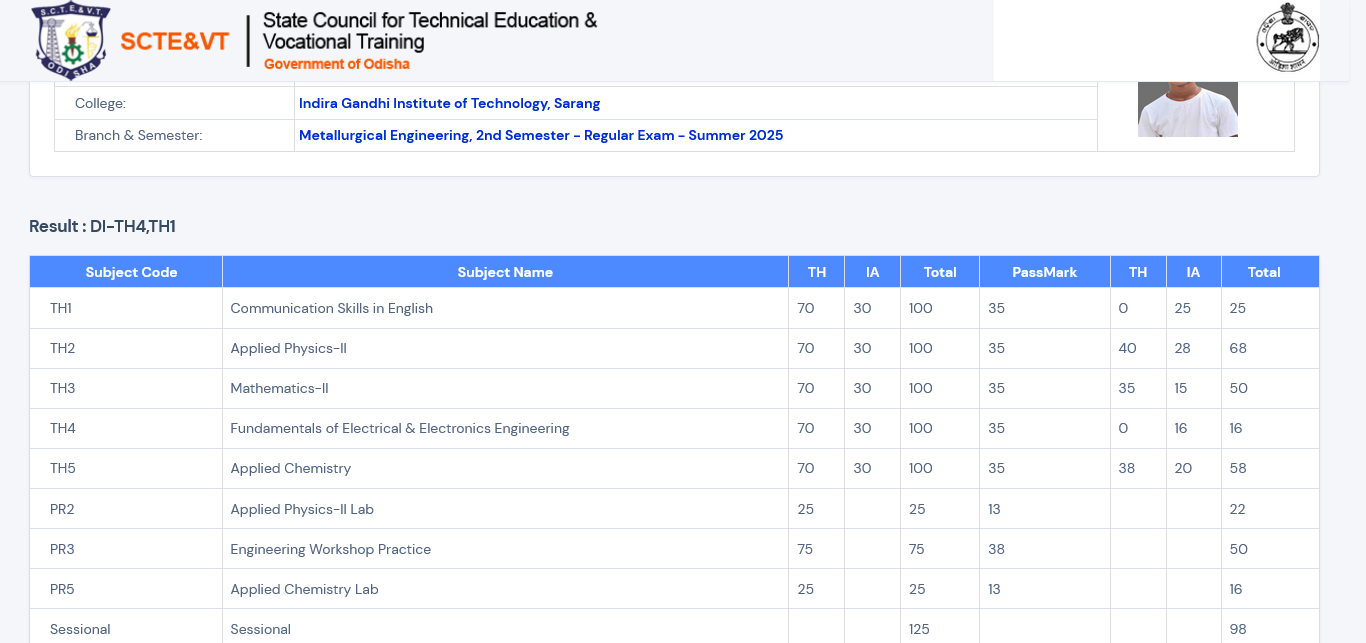 S.C.T.E.&V.T.
ODISHA
SCTE&VT
State Council for Technical Education &
Vocational Training
Government of Odisha
College: Indira Gandhi Institute of Technology, Sarang
Branch & Semester: Metallurgical Engineering, 2nd Semester - Regular Exam - Summer 2025
Result : DI-TH4,TH1
Subject Code Subject Name TH IA Total PassMark TH IA Total
TH1 Communication Skills in English 70 30 100 35 0 25 25
TH2 Applied Physics-II 70 30 100 35 40 28 68
TH3 Mathematics-II 70 30 100 35 35 15 50
TH4 Fundamentals of Electrical & Electronics Engineering 70 30 100 35 0 16 16
TH5 Applied Chemistry 70 30 100 35 38 20 58
PR2 Applied Physics-II Lab 25 25 13 22
PR3 Engineering Workshop Practice 75 75 38 50
PR5 Applied Chemistry Lab 25 25 13 16
Sessional Sessional 125 98